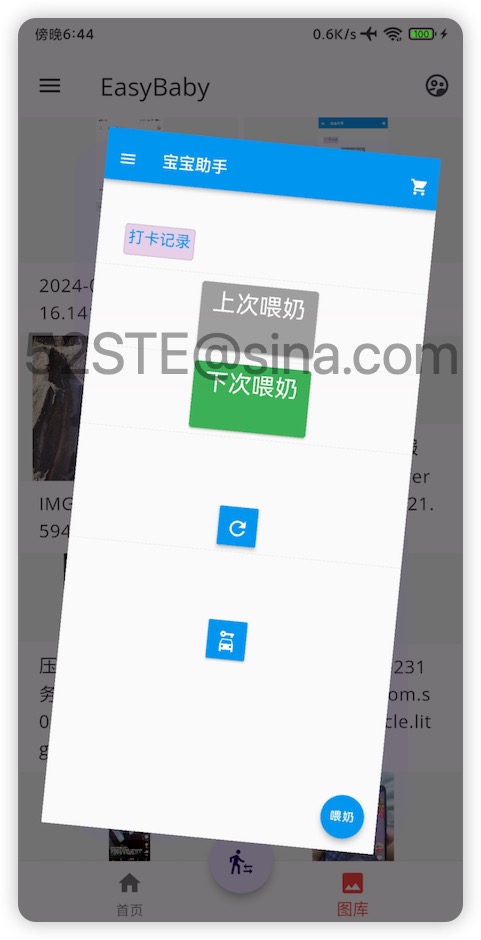 傍晚6:44
0.6K/s
100
EasyBaby
宝宝助手
打卡记录
2024-0
16.14
上次喂奶
52STE@sina.com
下次喂奶
er
IMG
21.
594
压
231
务
om.s
0
cle.lit
g
喂奶
首页
图库